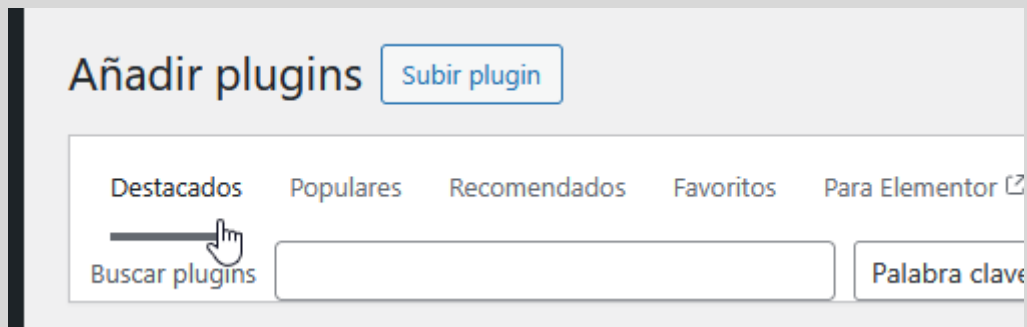 Añadir plugins Subir plugin
Destacados Populares Recomendados Favoritos Para Elementor
Buscar plugins Palabra clave